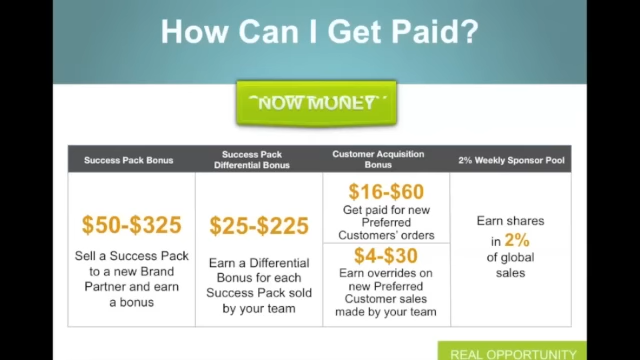 How Can I Get Paid?
"NOW MONEY"
Success Pack Bonus
Success Pack
Differential Bonus
Customer Acquisition
Bonus
2% Weekly Sponsor Pool
$50-$325
Sell a Success Pack
to a new Brand
Partner and earn
a bonus
$25-$225
Earn a Differential
Bonus for each
Success Pack sold
by your team
$16-$60
Get paid for new
Preferred
Customers' orders
$4-$30
Earn overrides on
new Preferred
Customer sales
made by your team
Earn shares
in 2%
of global
sales
REAL OPPORTUNITY